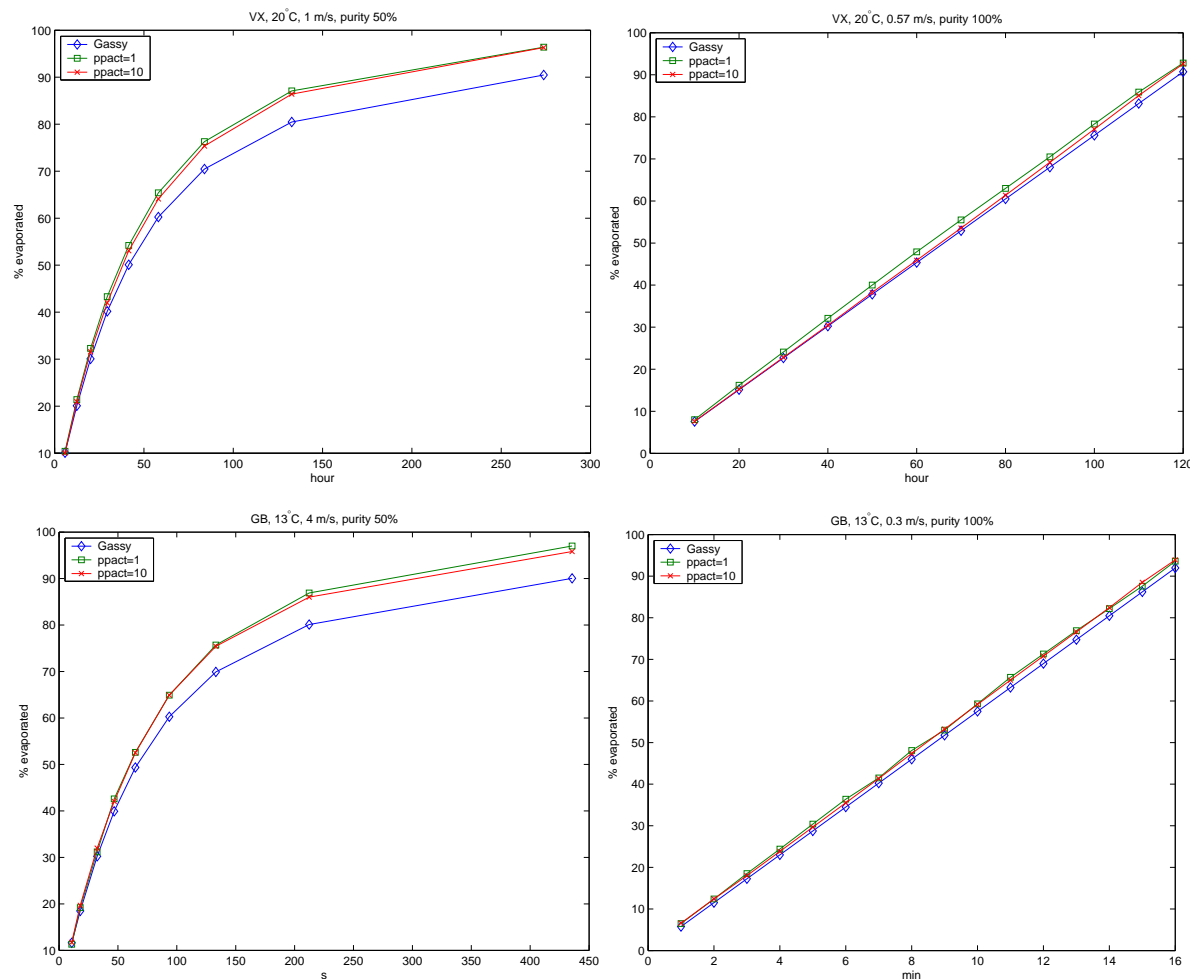 VX, 20°C, 1 m/s, purity 50%
100
90
80
70
60
50
40
30
20
10
% evaporated
Gassy
ppact=1
ppact=10
0 50 100 150 200 250 300
hour
VX, 20°C, 0.57 m/s, purity 100%
100
90
80
70
60
50
40
30
20
10
0
% evaporated
Gassy
ppact=1
ppact=10
0 20 40 60 80 100 120
hour
GB, 13°C, 4 m/s, purity 50%
100
90
80
70
60
50
40
30
20
10
% evaporated
Gassy
ppact=1
ppact=10
0 50 100 150 200 250 300 350 400 450
s
GB, 13°C, 0.3 m/s, purity 100%
100
90
80
70
60
50
40
30
20
10
0
% evaporated
Gassy
ppact=1
ppact=10
2 4 6 8 10 12 14 16
min